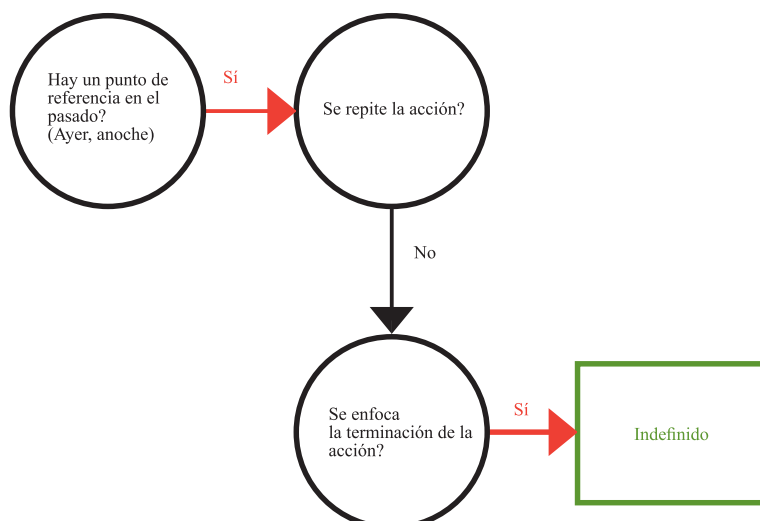 Hay un punto de
referencia en el
pasado?
(Ayer, anoche)
Sí
Se repite la acción?
No
Se enfoca
la terminación de la
acción?
Sí
Indefinido